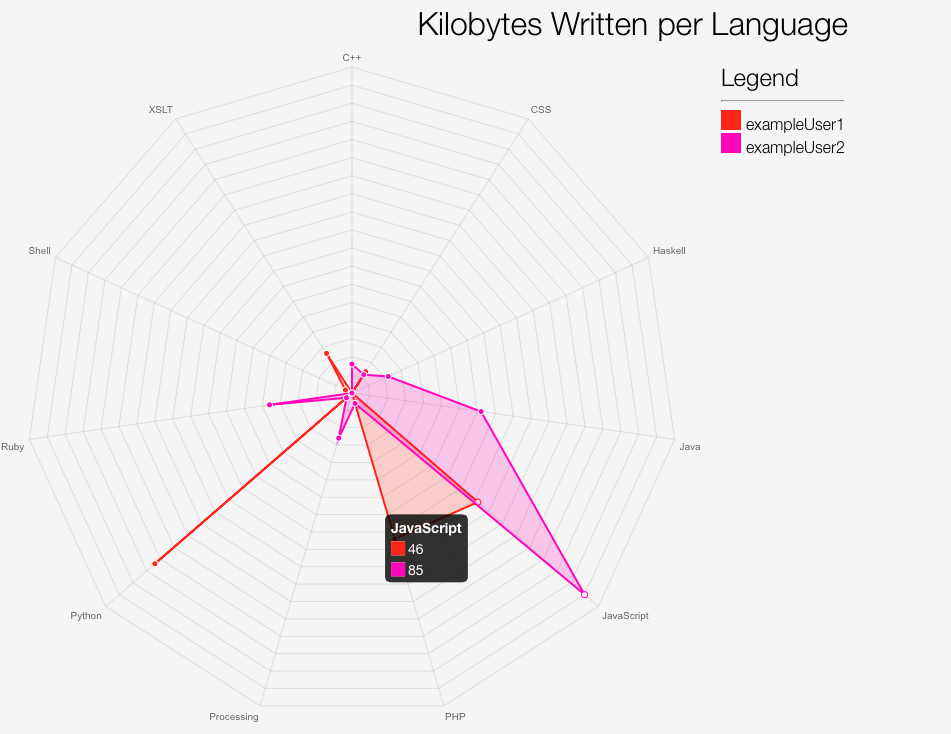 Kilobytes Written per Language
C++
Legend
XSLT
CSS
exampleUser1
exampleUser2
Shell
Haskell
Ruby
Java
JavaScript
46
85
Python
JavaScript
Processing
PHP